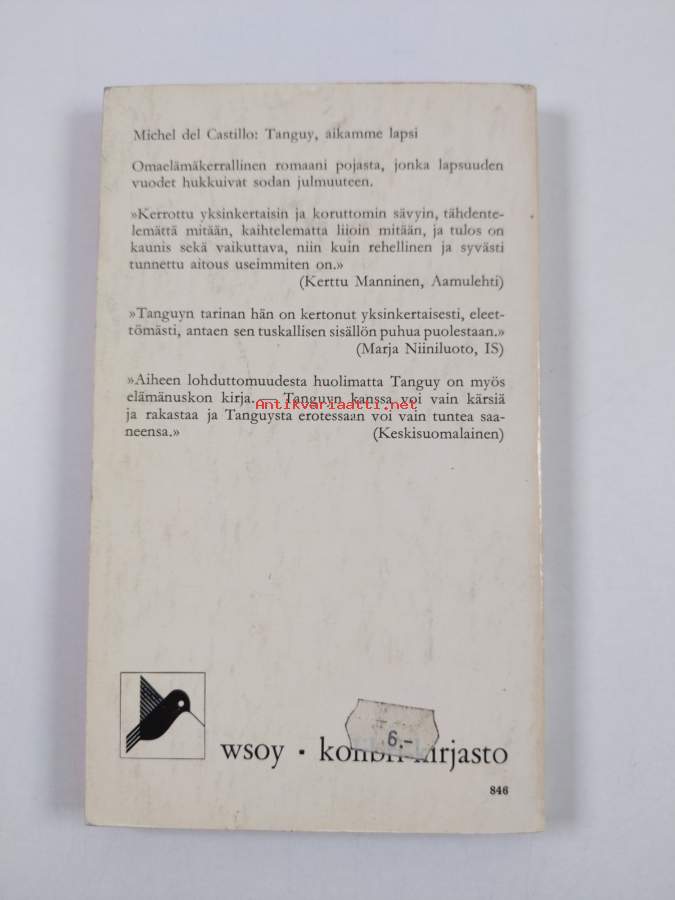 Michel del Castillo: Tanguy, aikamme lapsi
Omaelämäkerrallinen romaani pojasta, jonka lapsuuden
vuodet hukkuivat sodan julmuuteen.
»Kerrottu yksinkertaisin ja koruttomin sävyin, tähdente-
lemättä mitään, kaihtelematta liioin mitään, ja tulos on
kaunis sekä vaikuttava, niin kuin rehellinen ja syvästi
tunnettu aitous useimmiten on.»
(Kerttu Manninen, Aamulehti)
»Tanguyn tarinan hän on kertonut yksinkertaisesti, eleet-
tömästi, antaen sen tuskallisen sisällön puhua puolestaan.»
(Marja Niiniluoto, IS)
»Aiheen lohduttomuudesta huolimatta Tanguy on myös
elämänuskon kirja. — Tanguyn kanssa voi vain kärsiä
Antikvariaatti.net
ja rakastaa ja Tanguysta erotessaan voi vain tuntea saa-
neensa.» (Keskisuomalainen)
6.-
wsoy · kolibri-kirjasto
846